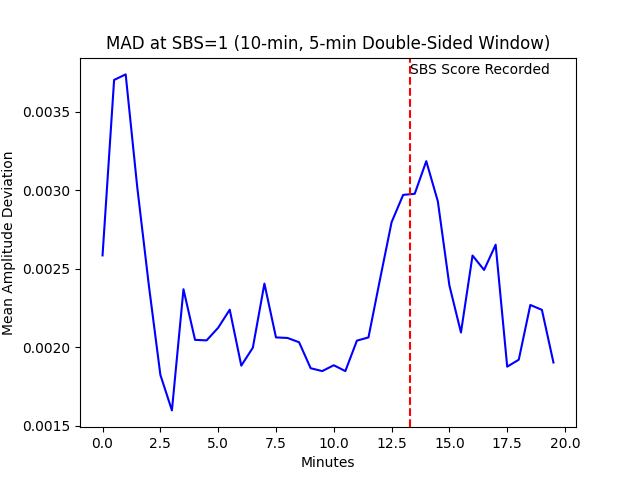 MAD at SBS=1 (10-min, 5-min Double-Sided Window)
SBS Score Recorded
Mean Amplitude Deviation
0.0035
0.0030
0.0025
0.0020
0.0015
0.0 2.5 5.0 7.5 10.0 12.5 15.0 17.5 20.0
Minutes